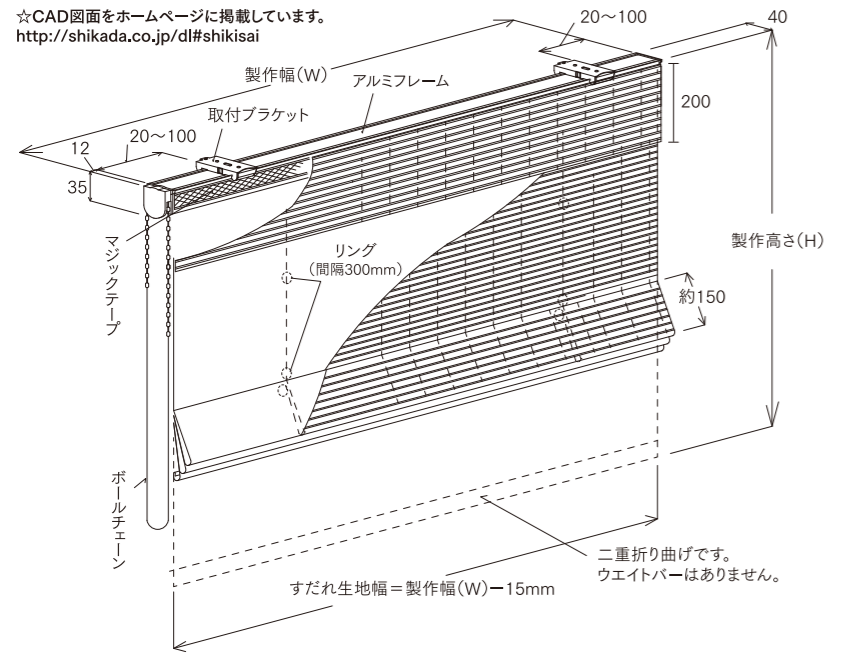 ☆CAD図面をホームページに掲載しています。
http://shikada.co.jp/dl#shikisai
20～100
40
製作幅(W)
アルミフレーム
200
取付ブラケット
20～100
12
35
マジックテープ
リング
(間隔300mm)
製作高さ(H)
約150
ボールチェーン
二重折り曲げです。
ウエイトバーはありません。
すだれ生地幅＝製作幅(W)－15mm